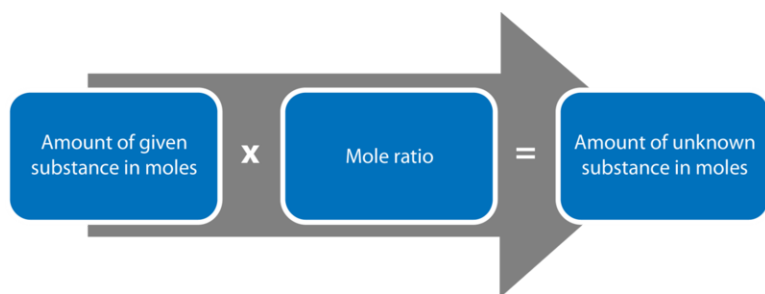 Amount of given
substance in moles
x
Mole ratio
=
Amount of unknown
substance in moles